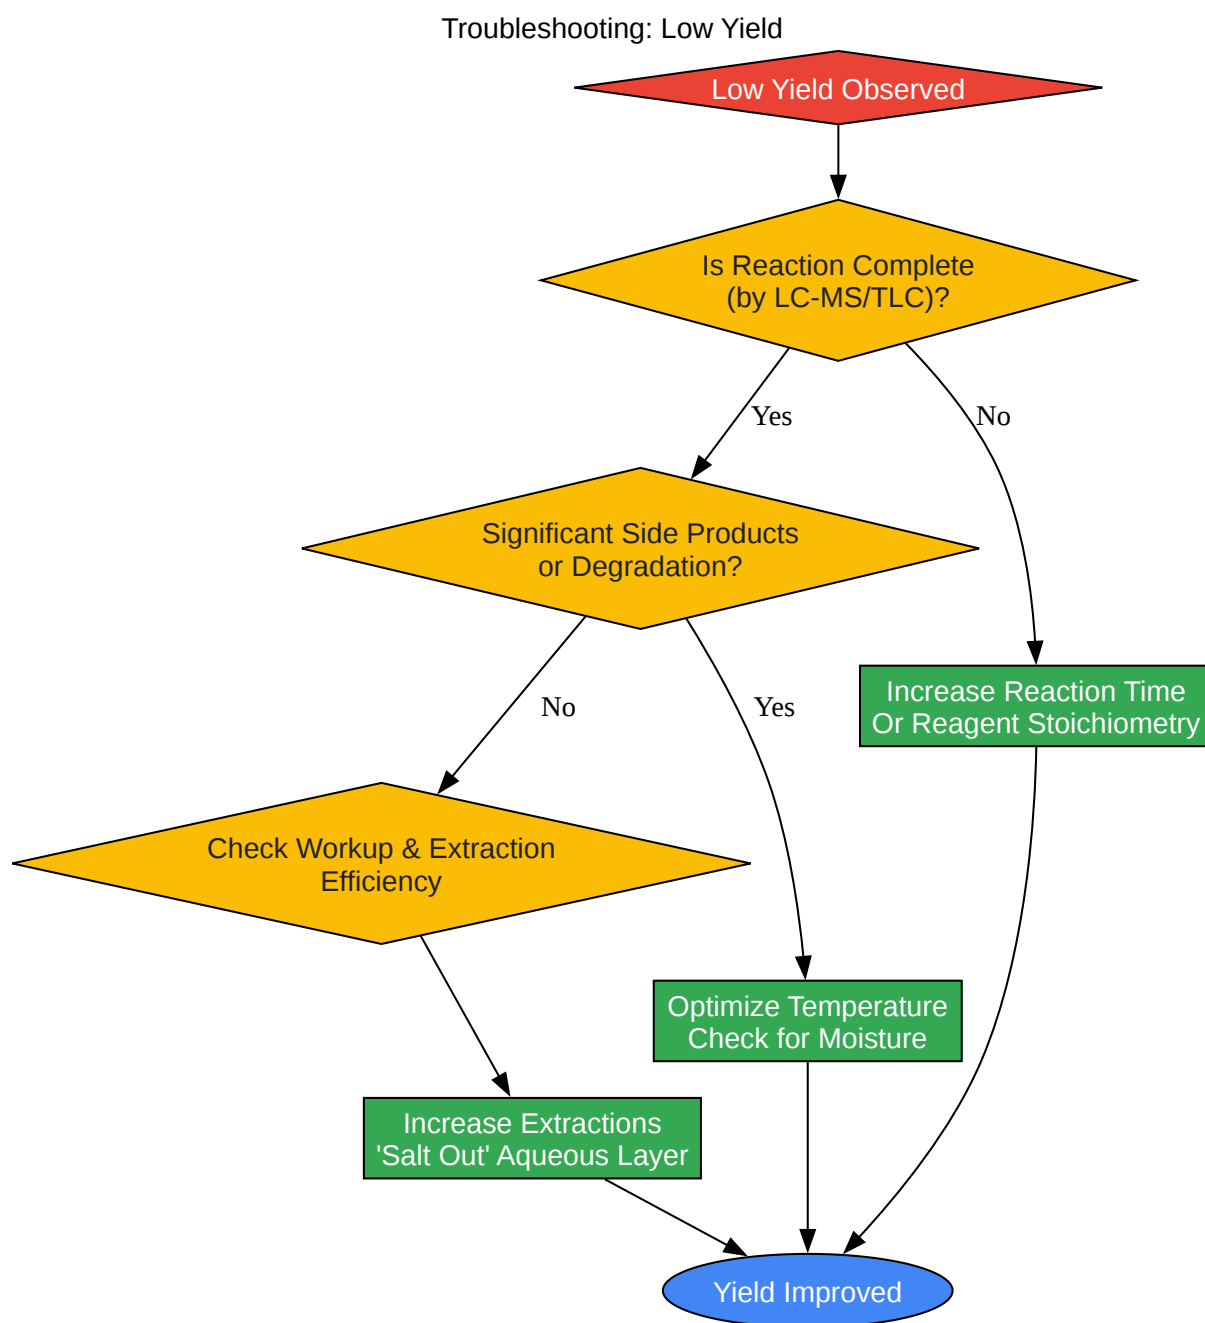 Troubleshooting: Low Yield
Low Yield Observed
Is Reaction Complete
(by LC-MS/TLC)?
Yes
No
Significant Side Products
or Degradation?
No
Yes
Increase Reaction Time
Or Reagent Stoichiometry
Check Workup & Extraction
Efficiency
Optimize Temperature
Check for Moisture
Increase Extractions
'Salt Out' Aqueous Layer
Yield Improved